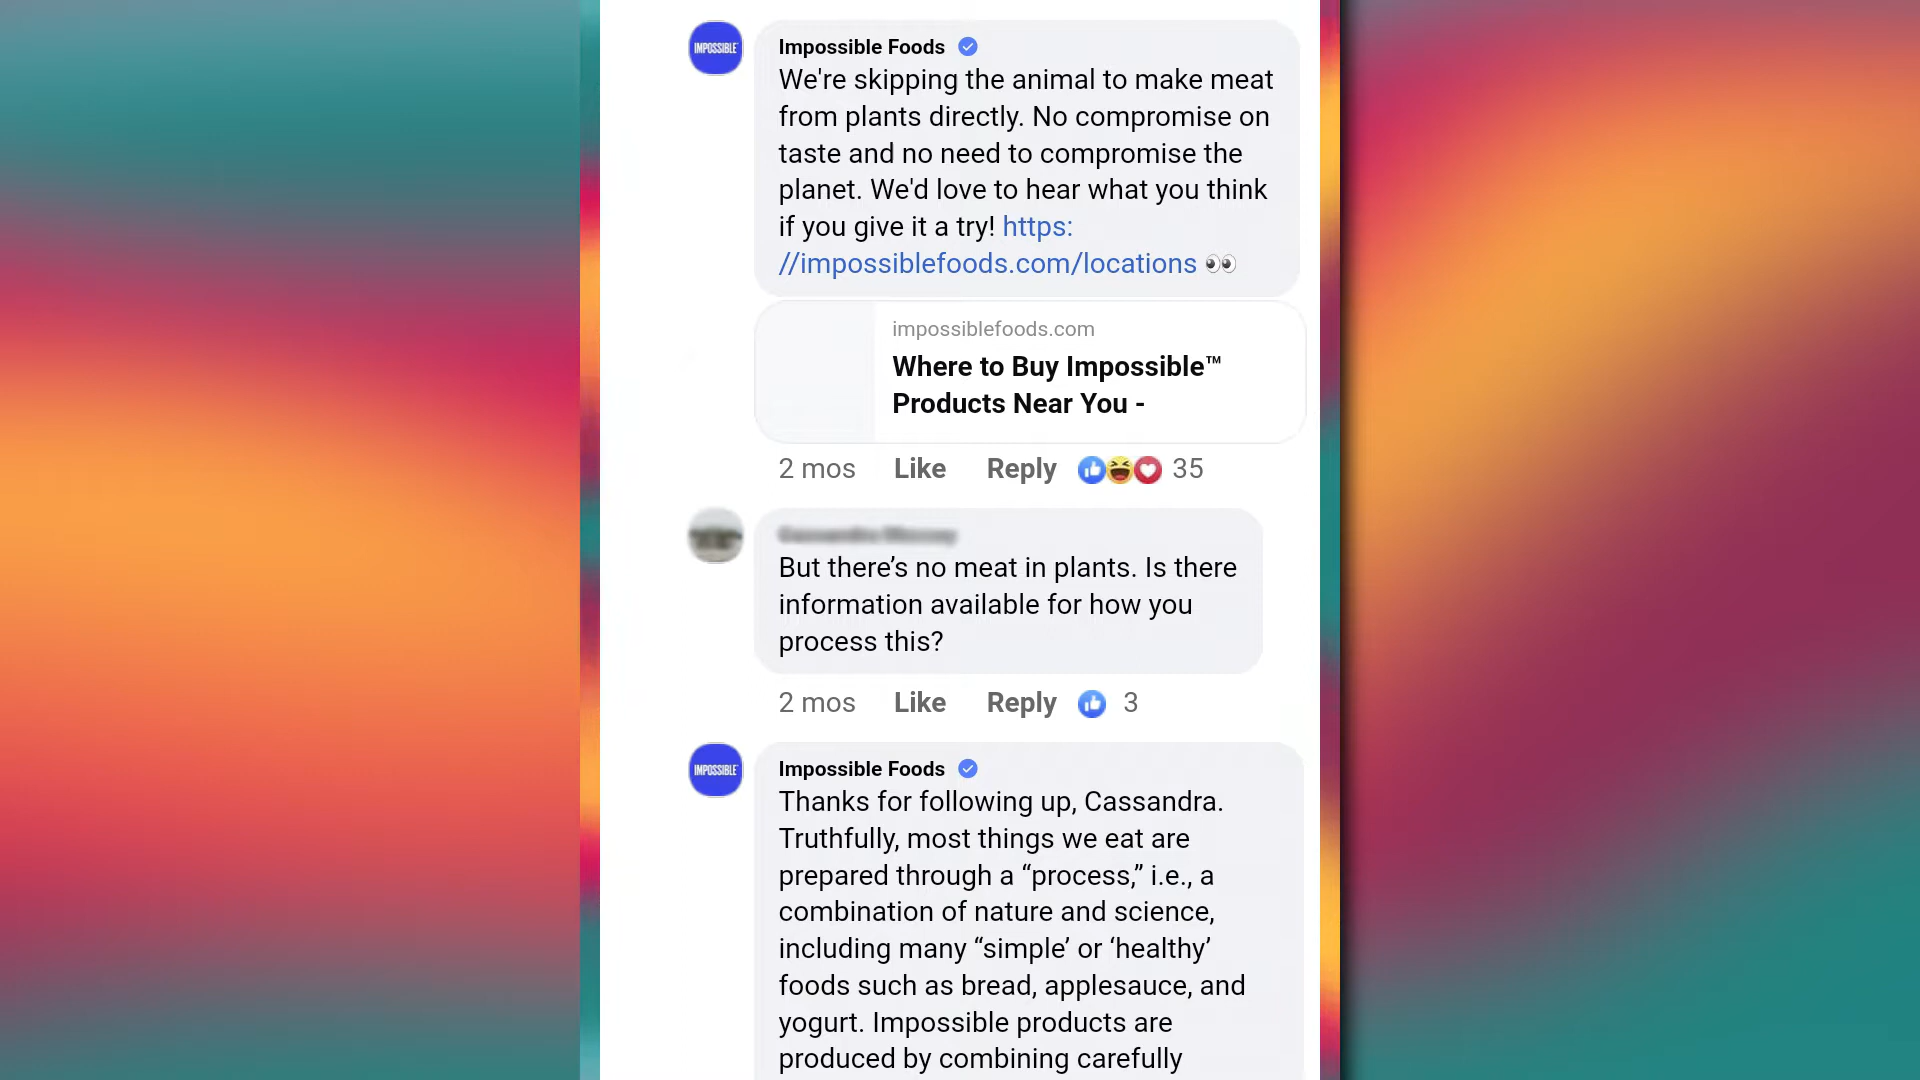 IMPOSSIBLE
Impossible Foods
We're skipping the animal to make meat
from plants directly. No compromise on
taste and no need to compromise the
planet. We'd love to hear what you think
if you give it a try! https:
//impossiblefoods.com/locations 👀
impossiblefoods.com
Where to Buy Impossible™
Products Near You -
2 mos Like Reply 35
But there’s no meat in plants. Is there
information available for how you
process this?
2 mos Like Reply 3
IMPOSSIBLE
Impossible Foods
Thanks for following up, Cassandra.
Truthfully, most things we eat are
prepared through a “process,” i.e., a
combination of nature and science,
including many “simple’ or ‘healthy’
foods such as bread, applesauce, and
yogurt. Impossible products are
produced by combining carefully